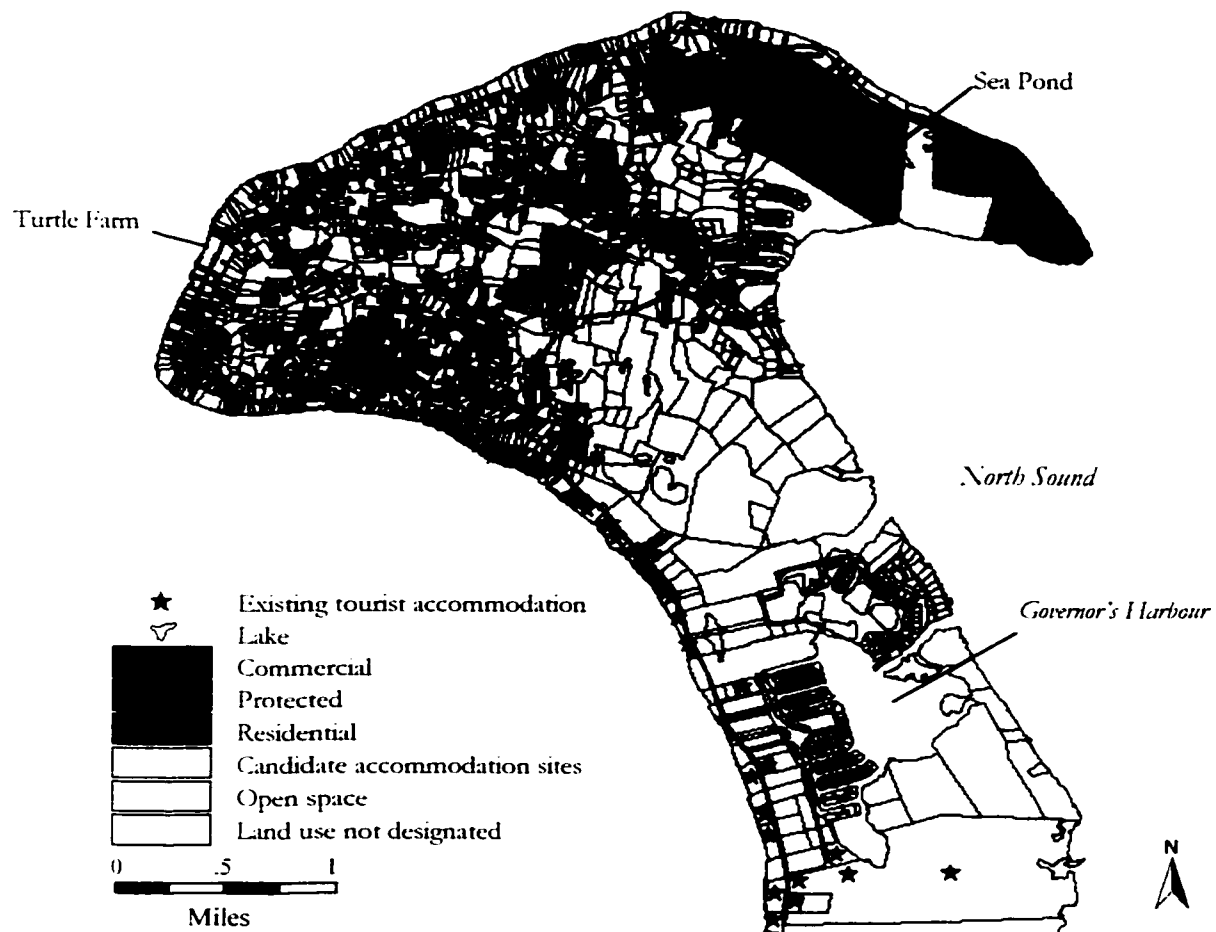 Sea Pond
Turtle Farm
North Sound
Governor's Harbour
Existing tourist accommodation
Lake
Commercial
Protected
Residential
Candidate accommodation sites
Open space
Land use not designated
0 .5 1
Miles
N